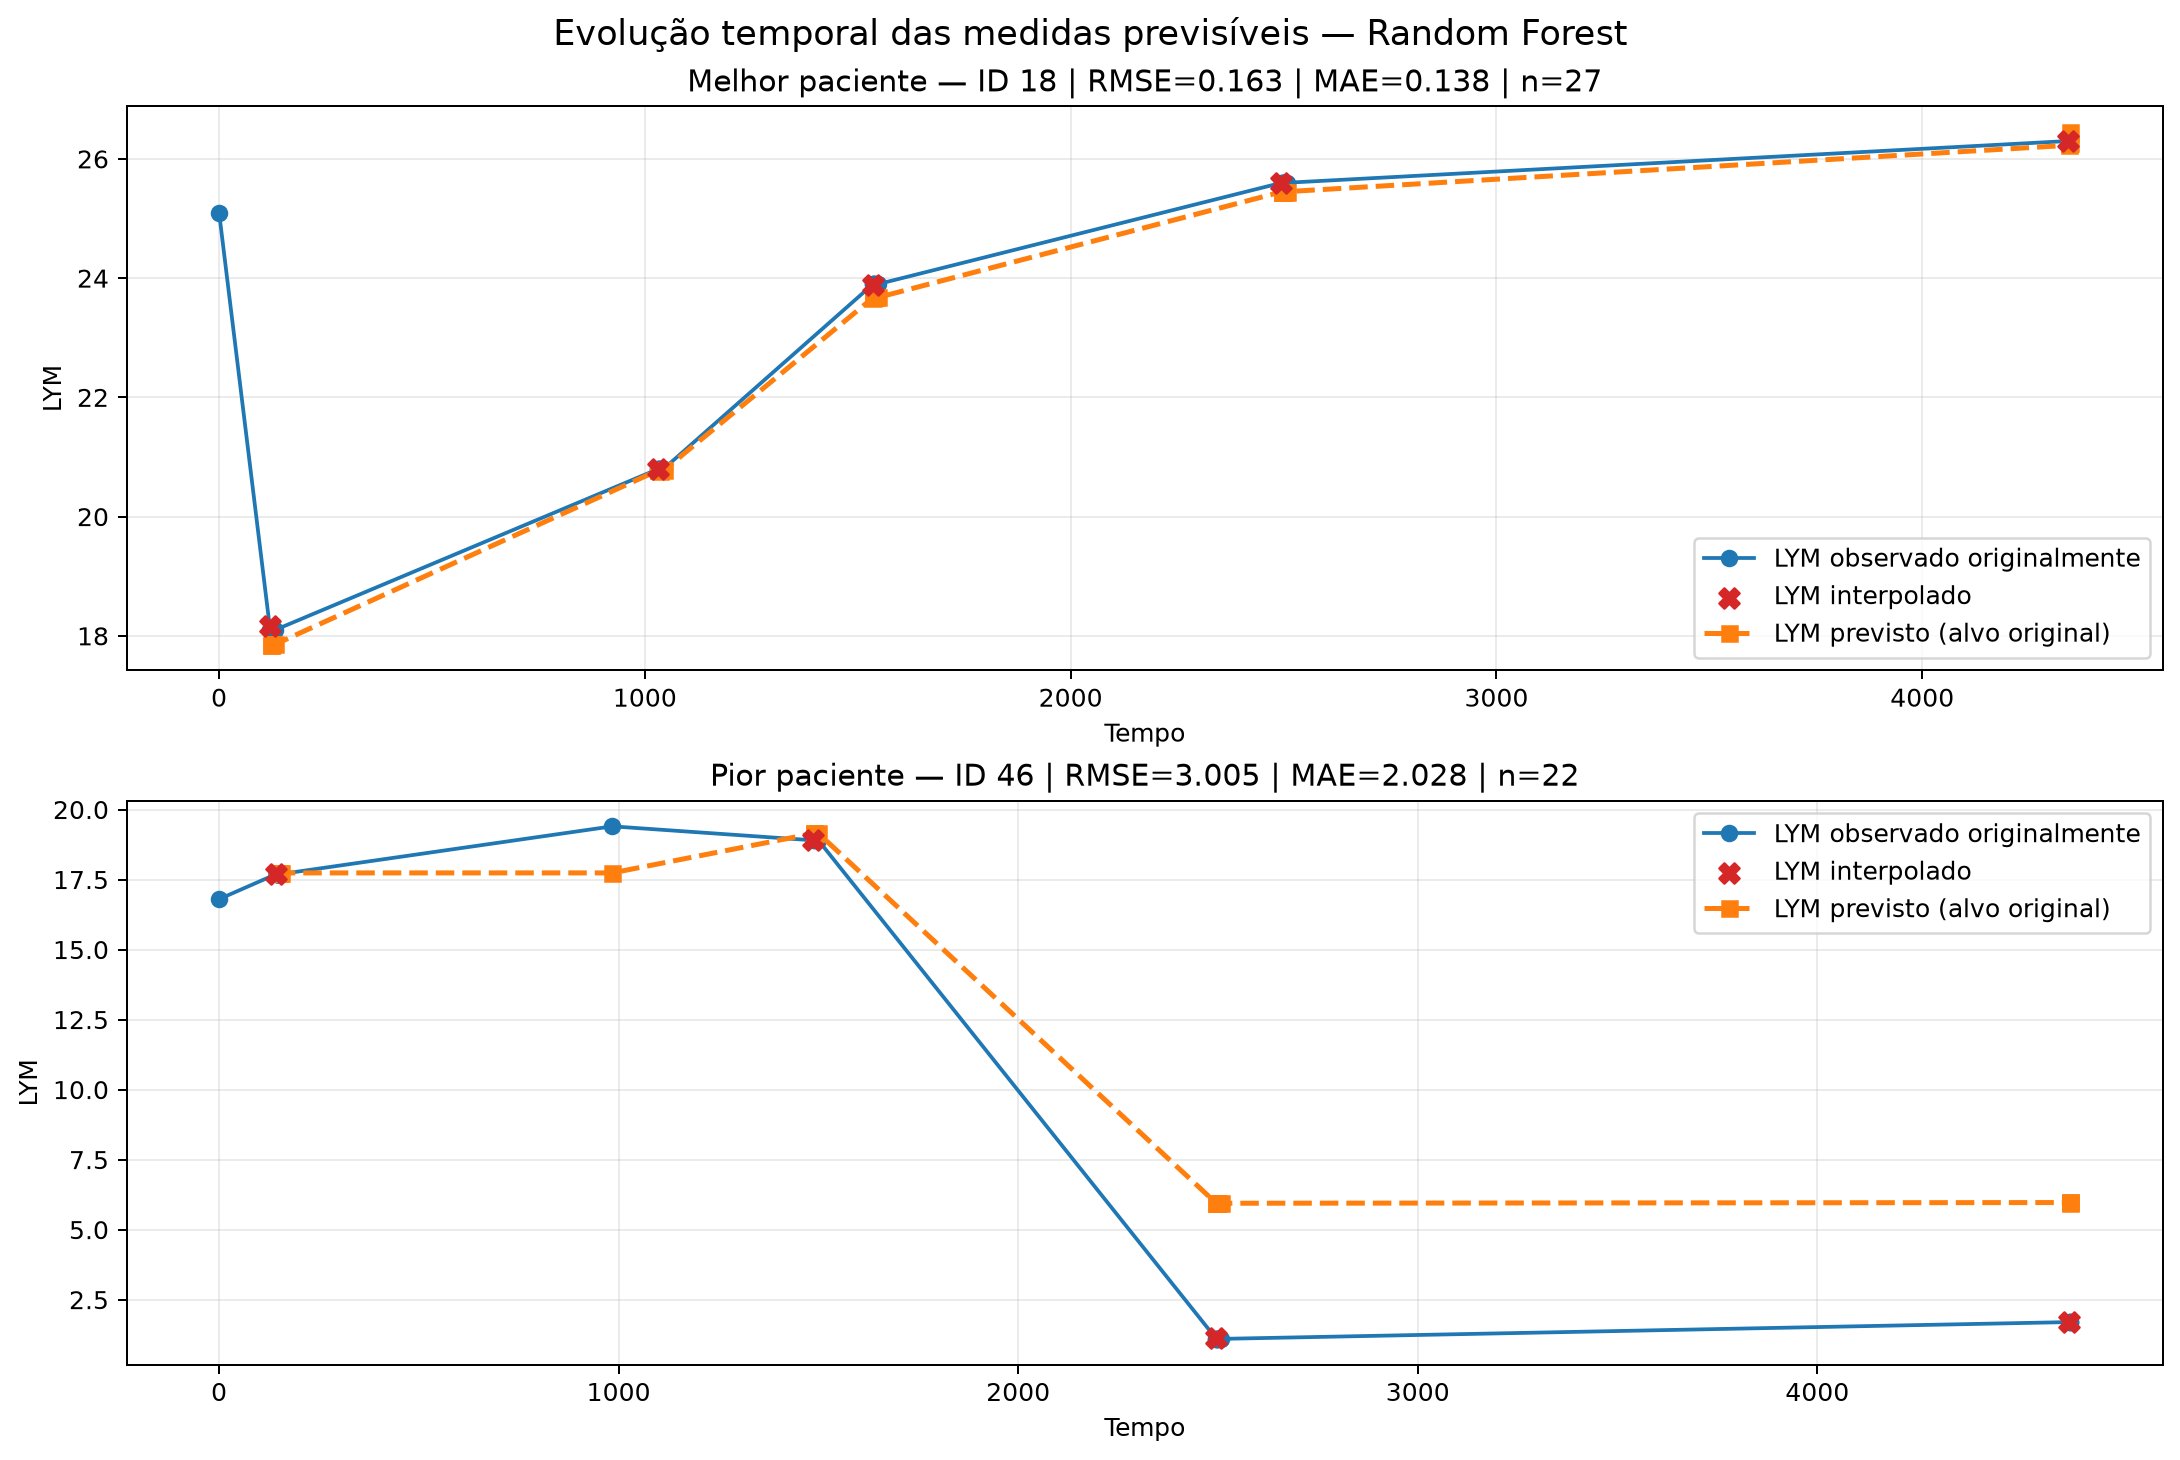 Evolução temporal das medidas previsíveis — Random Forest
Melhor paciente — ID 18 | RMSE=0.163 | MAE=0.138 | n=27
26
24
22
20
18
LYM
LYM observado originalmente
LYM interpolado
LYM previsto (alvo original)
0 1000 2000 3000 4000
Tempo
Pior paciente — ID 46 | RMSE=3.005 | MAE=2.028 | n=22
20.0
17.5
15.0
12.5
10.0
7.5
5.0
2.5
LYM
LYM observado originalmente
LYM interpolado
LYM previsto (alvo original)
0 1000 2000 3000 4000
Tempo